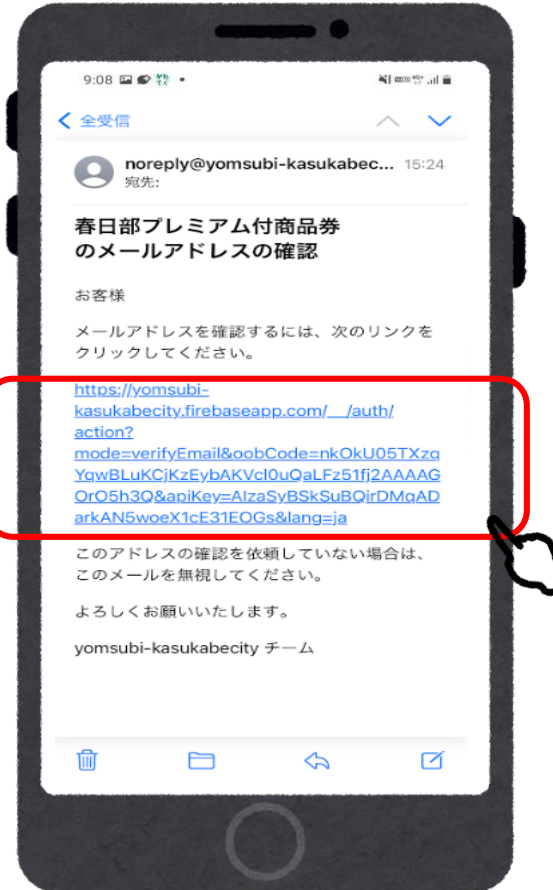 9:08
全受信
noreply@yomsubi-kasukabec... 15:24
宛先:
春日部プレミアム付商品券
のメールアドレスの確認
お客様
メールアドレスを確認するには、次のリンクを
クリックしてください。
https://yomsubi-
kasukabecity.firebaseapp.com/__/auth/
action?
mode=verifyEmail&oobCode=nkOkU05TXzq
YqwBLuKCjKzEybAKVcl0uQaLFz51fj2AAAAG
OrO5h3Q&apiKey=AIzaSyBSkSuBQirDMqAD
arkAN5woeX1cE31EOGs&lang=ja
このアドレスの確認を依頼していない場合は、
このメールを無視してください。
よろしくお願いいたします。
yomsubi-kasukabecity チーム